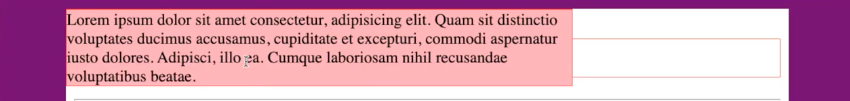 Lorem ipsum dolor sit amet consectetur, adipisicing elit. Quam sit distinctio
voluptates ducimus accusamus, cupiditate et excepturi, commodi aspernatur
iusto dolores. Adipisci, illo ea. Cumque laboriosam nihil recusandae
voluptatibus beatae.